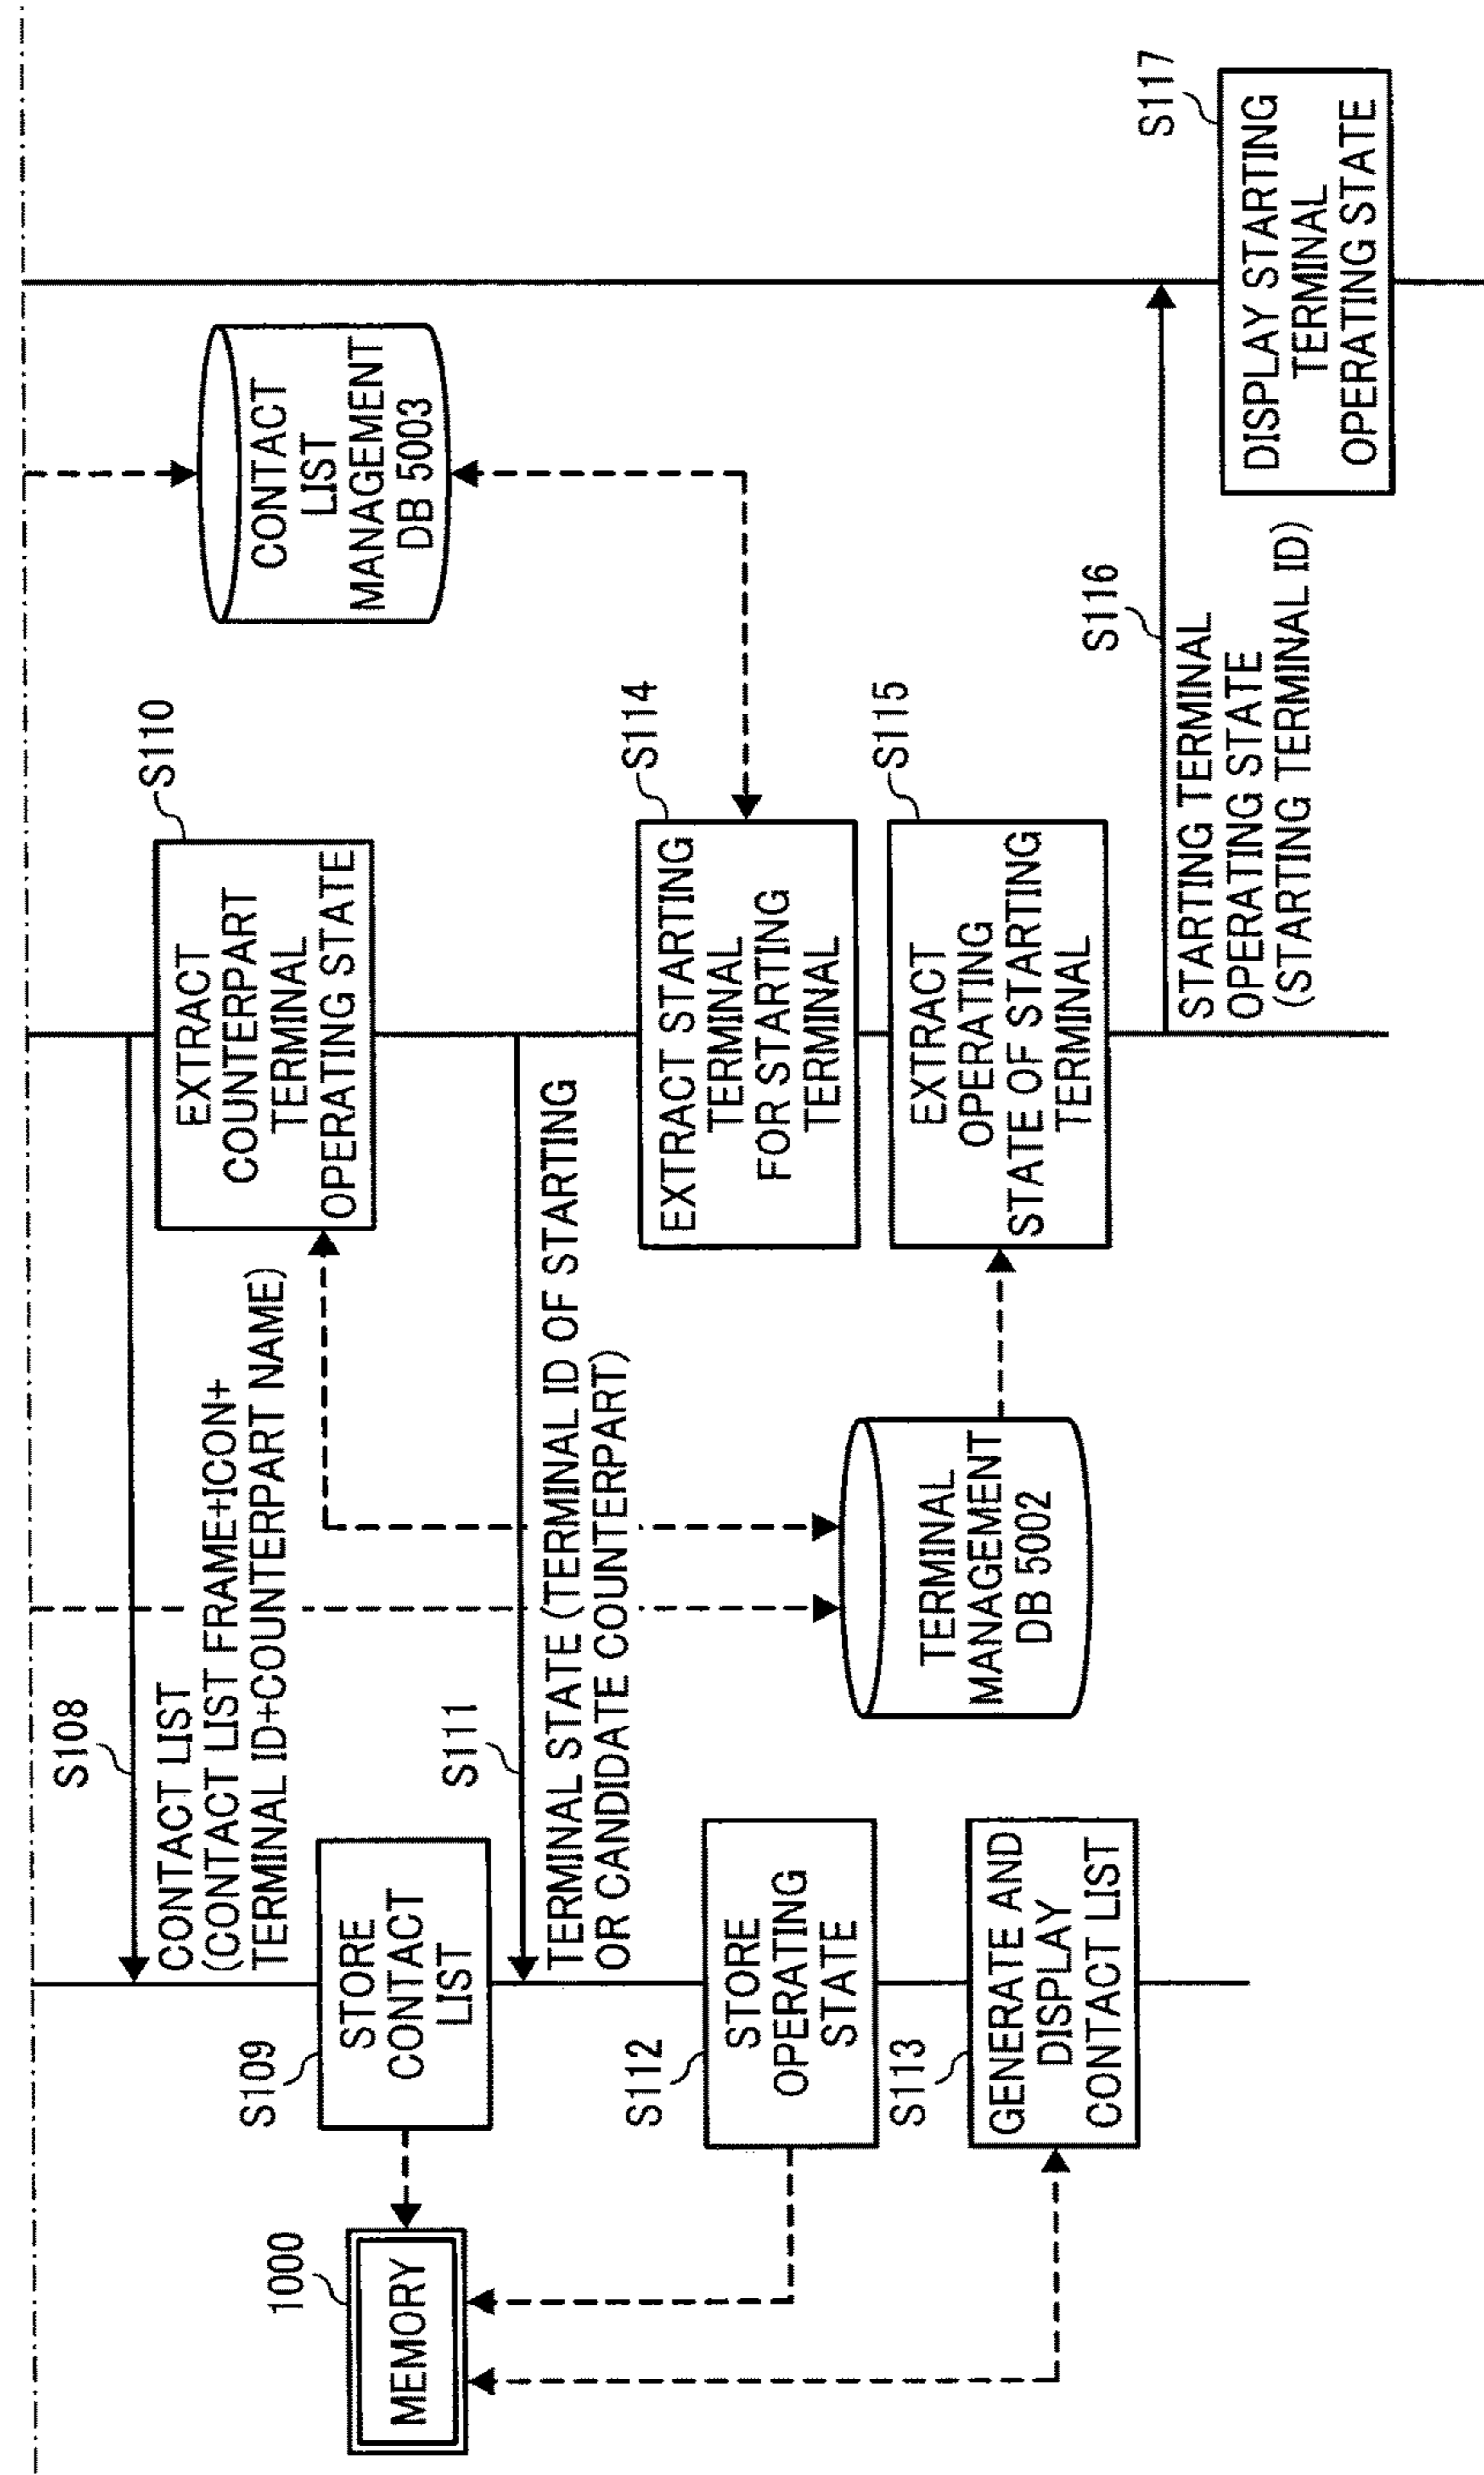 S108
CONTACT LIST
(CONTACT LIST FRAME+ICON+
TERMINAL ID+COUNTERPART NAME)
S109
STORE
CONTACT
LIST
1000
MEMORY
S110
EXTRACT
COUNTERPART
TERMINAL
OPERATING STATE
CONTACT
LIST
MANAGEMENT
DB 5003
S111
TERMINAL STATE (TERMINAL ID OF STARTING
OR CANDIDATE COUNTERPART)
S112
STORE
OPERATING
STATE
S113
GENERATE AND
DISPLAY
CONTACT LIST
TERMINAL
MANAGEMENT
DB 5002
S114
EXTRACT STARTING
TERMINAL
FOR STARTING
TERMINAL
S115
EXTRACT
OPERATING
STATE OF STARTING
TERMINAL
S116
STARTING TERMINAL
OPERATING STATE
(STARTING TERMINAL ID)
S117
DISPLAY STARTING
TERMINAL
OPERATING STATE